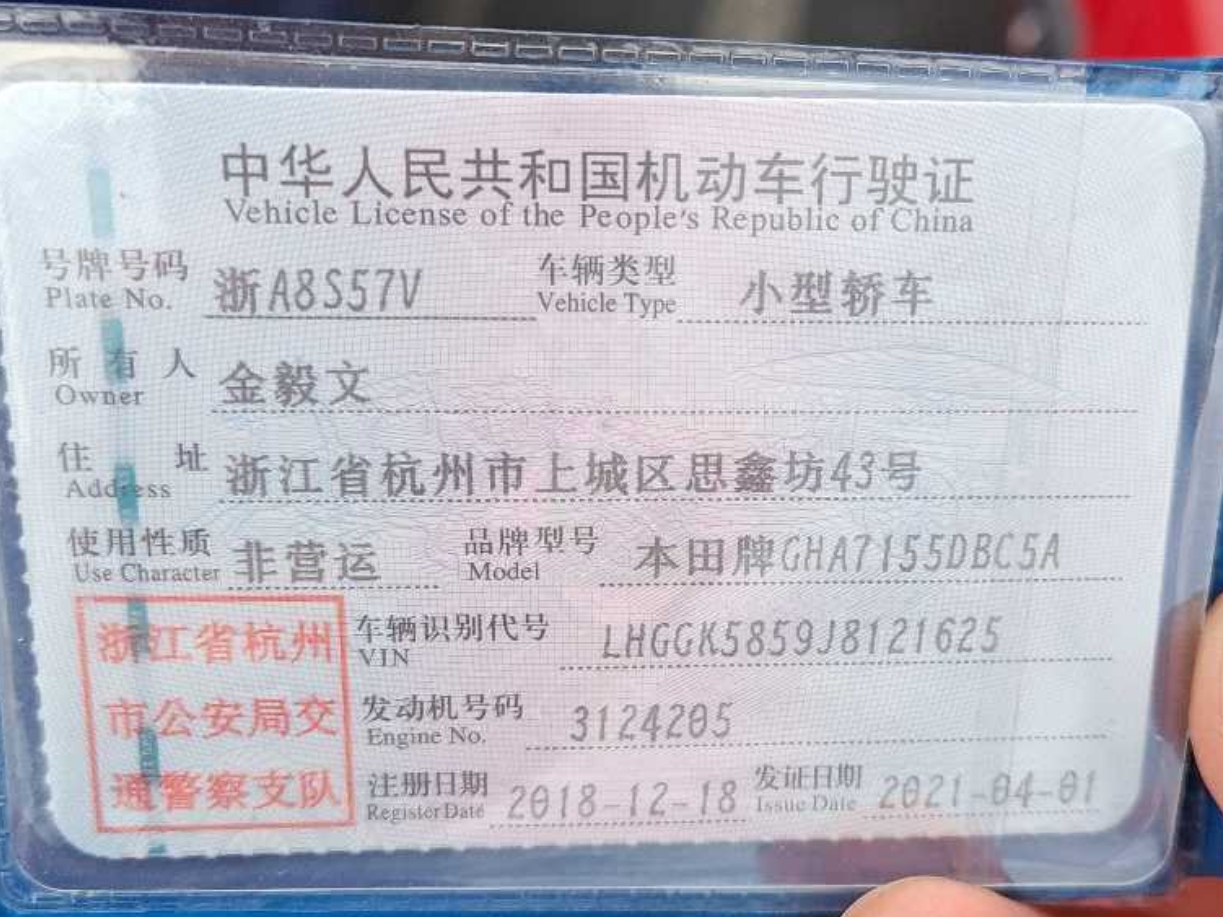 中华人民共和国机动车行驶证
Vehicle License of the People's Republic of China
号牌号码 浙A8S57V 车辆类型 小型轿车
Plate No. Vehicle Type
所有人 金毅文
Owner
住址 浙江省杭州市上城区思鑫坊43号
Address
使用性质 非营运 品牌型号 本田牌GHA7155DBC5A
Use Character Model
浙江省杭州
市公安局交
通警察支队
车辆识别代号 LHGGK5859J8121625
VIN
发动机号码 3124205
Engine No.
注册日期 2018-12-18 发证日期 2021-04-01
Register Date Issue Date